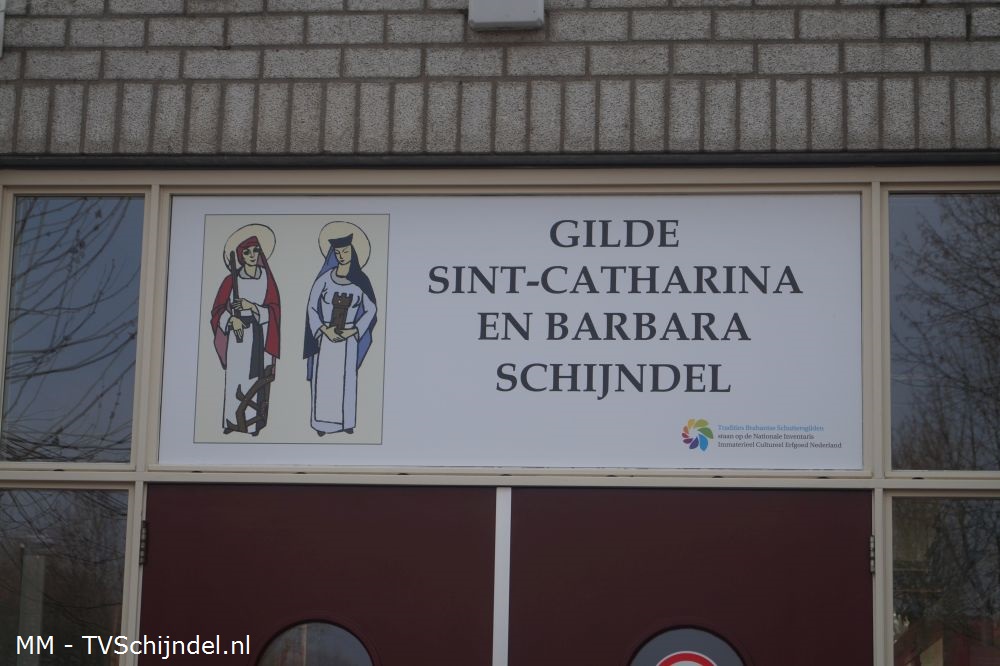 GILDE
SINT-CATHARINA
EN BARBARA
SCHIJNDEL
Tradities Brabantse Schuttersgilden
staan op de Nationale Inventaris
Immaterieel Cultureel Erfgoed Nederland
MM - TVSchijndel.nl